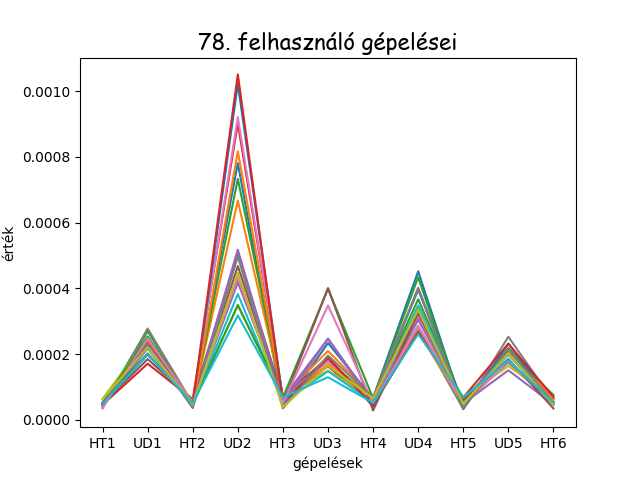 78. felhasználó gépelései
0.0010
0.0008
0.0006
0.0004
0.0002
0.0000
érték
HT1 UD1 HT2 UD2 HT3 UD3 HT4 UD4 HT5 UD5 HT6
gépelések